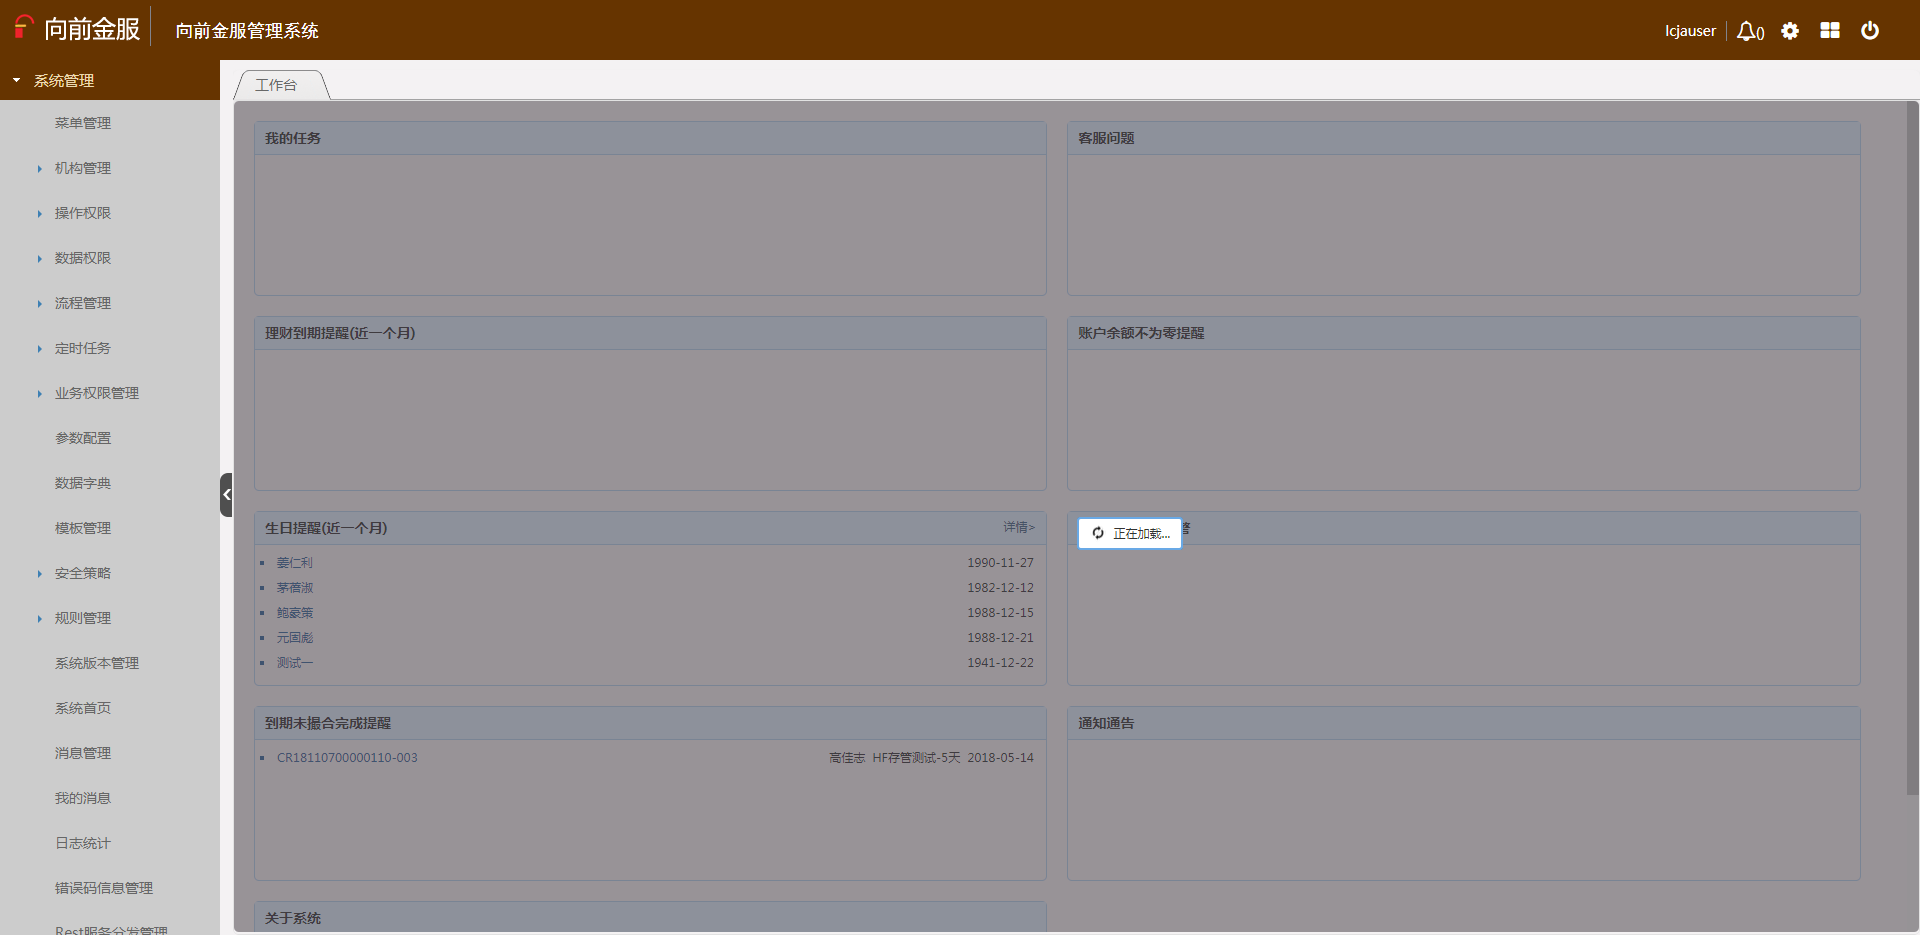 向前金服
向前金服管理系统
lcjauser
0
系统管理
菜单管理
机构管理
操作权限
数据权限
流程管理
定时任务
业务权限管理
参数配置
数据字典
模板管理
安全策略
规则管理
系统版本管理
系统首页
消息管理
我的消息
日志统计
错误码信息管理
Rest服务分发管理
工作台
我的任务
客服问题
理财到期提醒(近一个月)
账户余额不为零提醒
生日提醒(近一个月)
详情>
姜仁利 1990-11-27
茅蓓淑 1982-12-12
鲍豪策 1988-12-15
元固彪 1988-12-21
测试一 1941-12-22
正在加载...
警
到期未撮合完成提醒
CR18110700000110-003 高佳志 HF存管测试-5天 2018-05-14
通知通告
关于系统